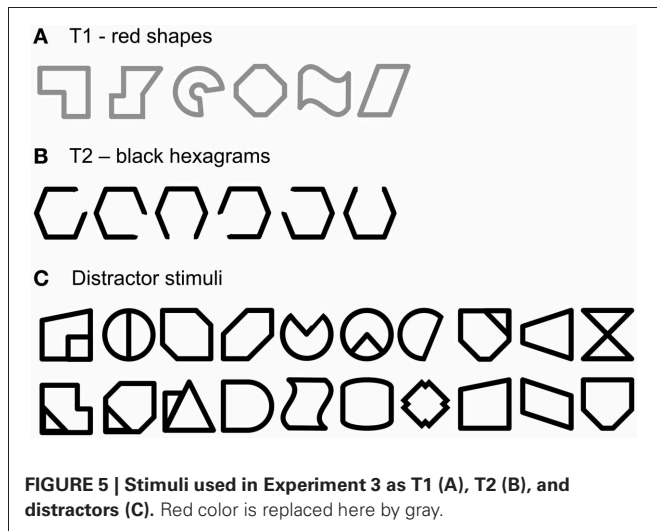 A T1 - red shapes
B T2 – black hexagrams
C Distractor stimuli
FIGURE 5 | Stimuli used in Experiment 3 as T1 (A), T2 (B), and
distractors (C). Red color is replaced here by gray.